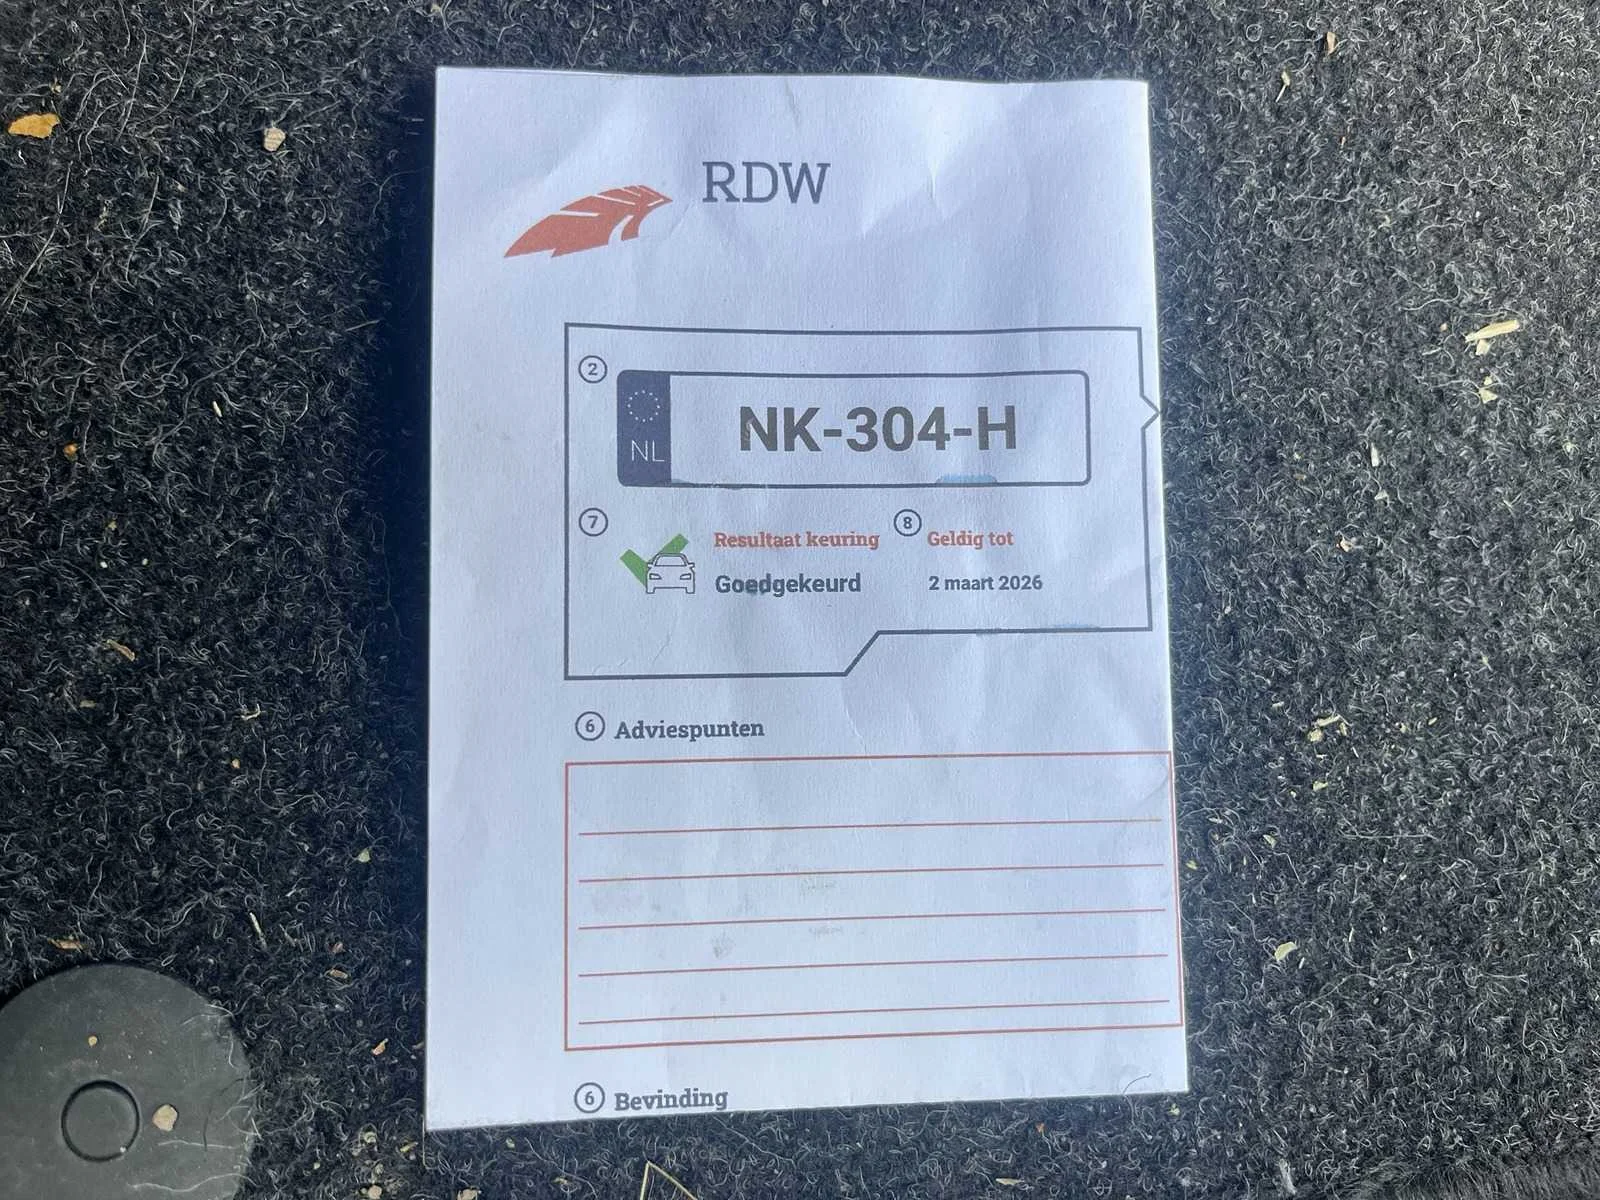 RDW
2
NL
NK-304-H
7
Resultaat keuring
8
Geldig tot
Goedgekeurd
2 maart 2026
6 Adviespunten
6 Bevinding